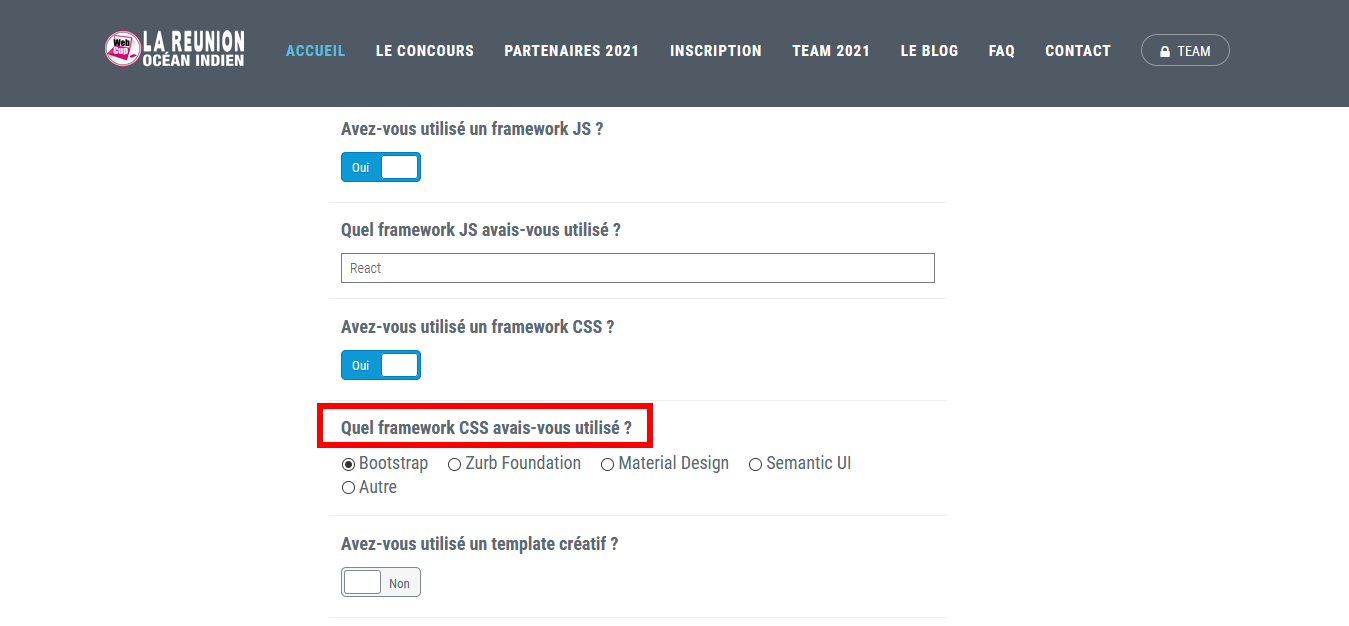 Web Cup
LA REUNION
OCÉAN INDIEN
ACCUEIL LE CONCOURS PARTENAIRES 2021 INSCRIPTION TEAM 2021 LE BLOG FAQ CONTACT TEAM
Avez-vous utilisé un framework JS ?
Oui
Quel framework JS avais-vous utilisé ?
React
Avez-vous utilisé un framework CSS ?
Oui
Quel framework CSS avais-vous utilisé ?
Bootstrap Zurb Foundation Material Design Semantic UI
Autre
Avez-vous utilisé un template créatif ?
Non